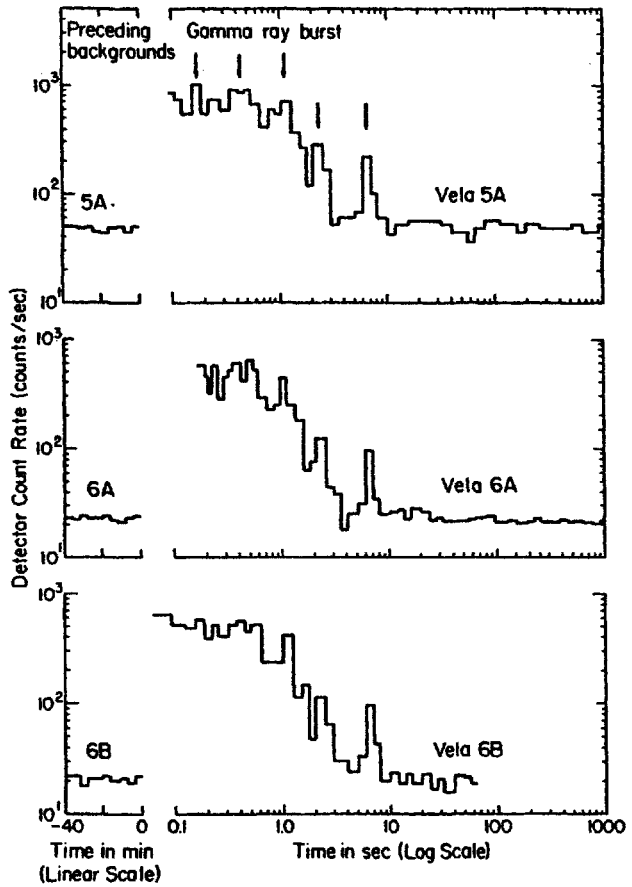 Preceding backgrounds
Gamma ray burst
10³
10²
10¹
5A
Vela 5A
10³
10²
10¹
6A
Vela 6A
10³
10²
10¹
6B
Vela 6B
Detector Count Rate (counts/sec)
-40 0
0.1 1.0 10 100 1000
Time in min
(Linear Scale)
Time in sec (Log Scale)